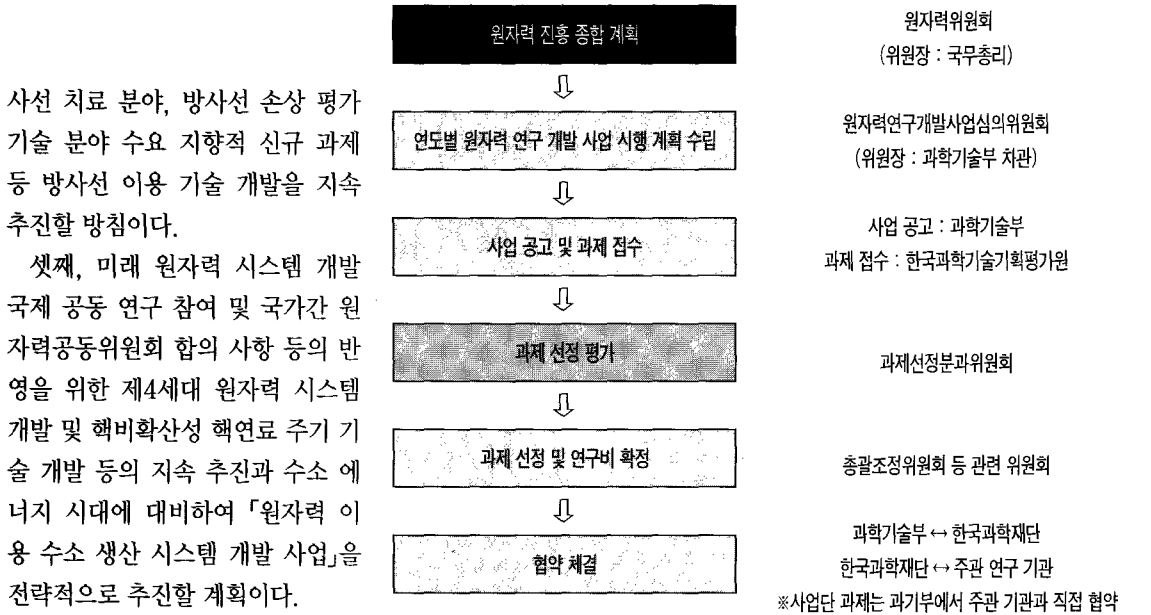 사선 치료 분야, 방사선 손상 평가
기술 분야 수요 지향적 신규 과제
등 방사선 이용 기술 개발을 지속
추진할 방침이다.
셋째, 미래 원자력 시스템 개발
국제 공동 연구 참여 및 국가간 원
자력공동위원회 합의 사항 등의 반
영을 위한 제4세대 원자력 시스템
개발 및 핵비확산성 핵연료 주기 기
술 개발 등의 지속 추진과 수소 에
너지 시대에 대비하여 「원자력 이
용 수소 생산 시스템 개발 사업」을
전략적으로 추진할 계획이다.
원자력 진흥 종합 계획
원자력위원회
(위원장 : 국무총리)
⇩
연도별 원자력 연구 개발 사업 시행 계획 수립
원자력연구개발사업심의위원회
(위원장 : 과학기술부 차관)
⇩
사업 공고 및 과제 접수
사업 공고 : 과학기술부
과제 접수 : 한국과학기술기획평가원
⇩
과제 선정 평가
과제선정분과위원회
⇩
과제 선정 및 연구비 확정
총괄조정위원회 등 관련 위원회
⇩
협약 체결
과학기술부 ↔ 한국과학재단
한국과학재단 ↔ 주관 연구 기관
※사업단 과제는 과기부에서 주관 기관과 직접 협약